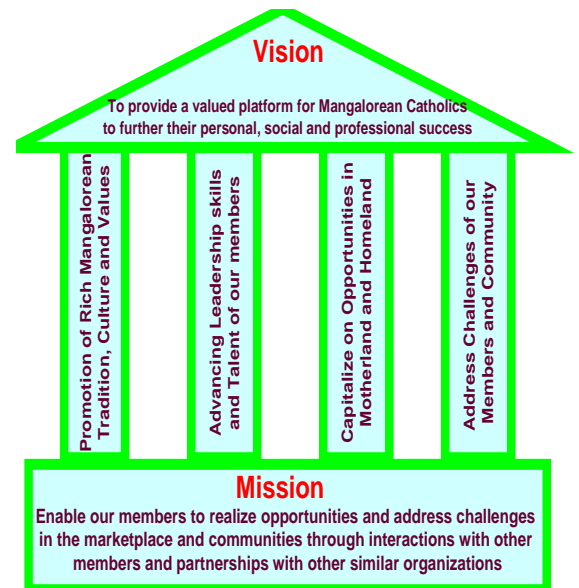 Vision
To provide a valued platform for Mangalorean Catholics
to further their personal, social and professional success
Promotion of Rich Mangalorean
Tradition, Culture and Values
Advancing Leadership skills
and Talent of our members
Capitalize on Opportunities in
Motherland and Homeland
Address Challenges of our
Members and Community
Mission
Enable our members to realize opportunities and address challenges
in the marketplace and communities through interactions with other
members and partnerships with other similar organizations